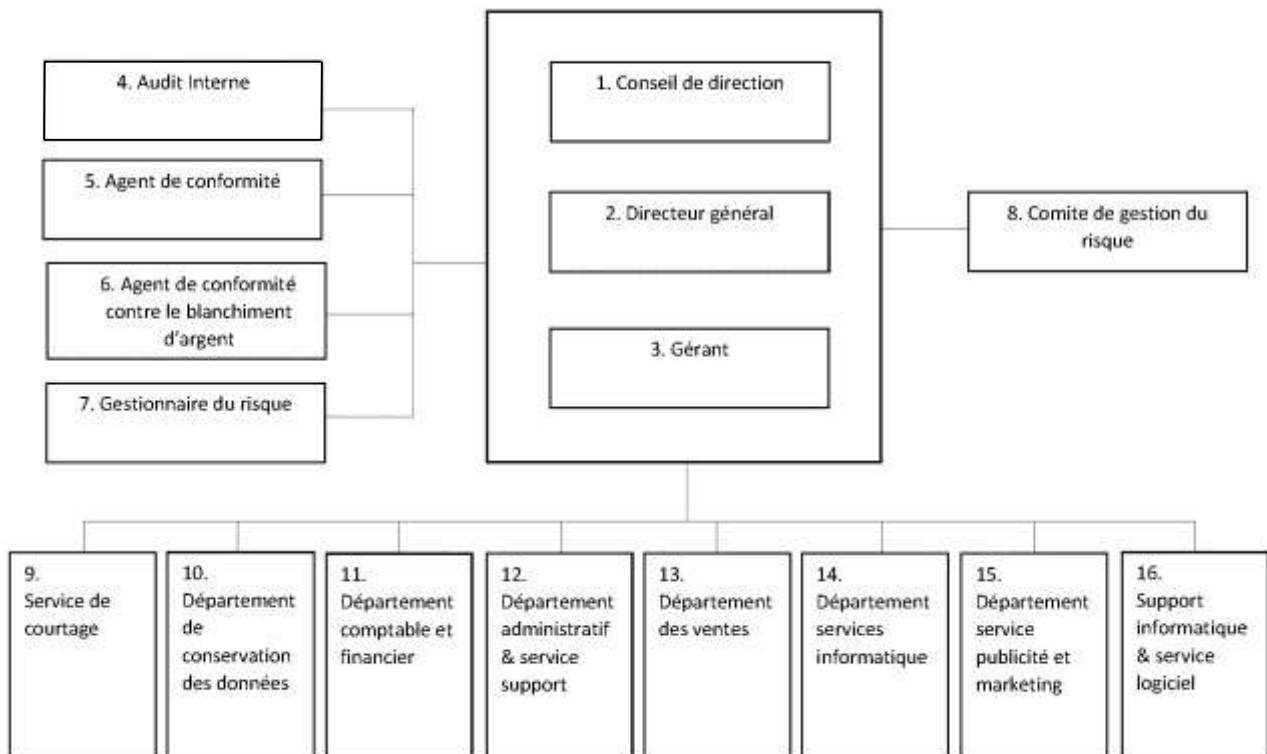 4. Audit Interne
5. Agent de conformité
6. Agent de conformité
contre le blanchiment
d'argent
7. Gestionnaire du risque
1. Conseil de direction
2. Directeur général
3. Gérant
8. Comite de gestion du
risque
9.
Service de
courtage
10.
Département
de
conservation
des données
11.
Département
comptable et
financier
12.
Département
administratif
& service
support
13.
Département
des ventes
14.
Département
services
informatique
15.
Département
service
publicité et
marketing
16.
Support
informatique
& service
logiciel